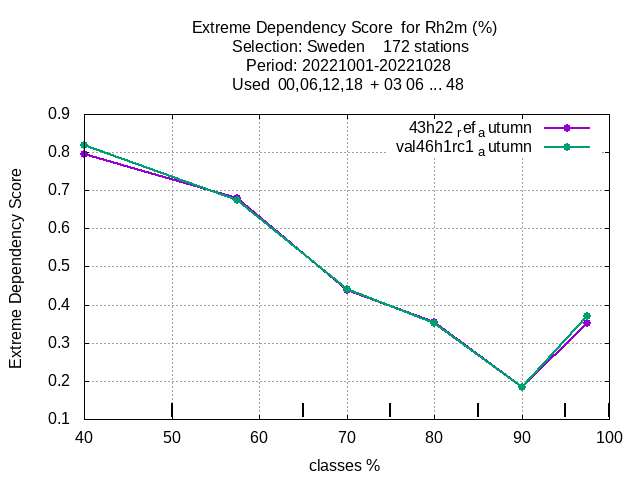 Extreme Dependency Score for Rh2m (%)
Selection: Sweden 172 stations
Period: 20221001-20221028
Used 00,06,12,18 + 03 06 ... 48
43h22 ref autumn
val46h1rc1 autumn
Extreme Dependency Score
0.9
0.8
0.7
0.6
0.5
0.4
0.3
0.2
0.1
40 50 60 70 80 90 100
classes %